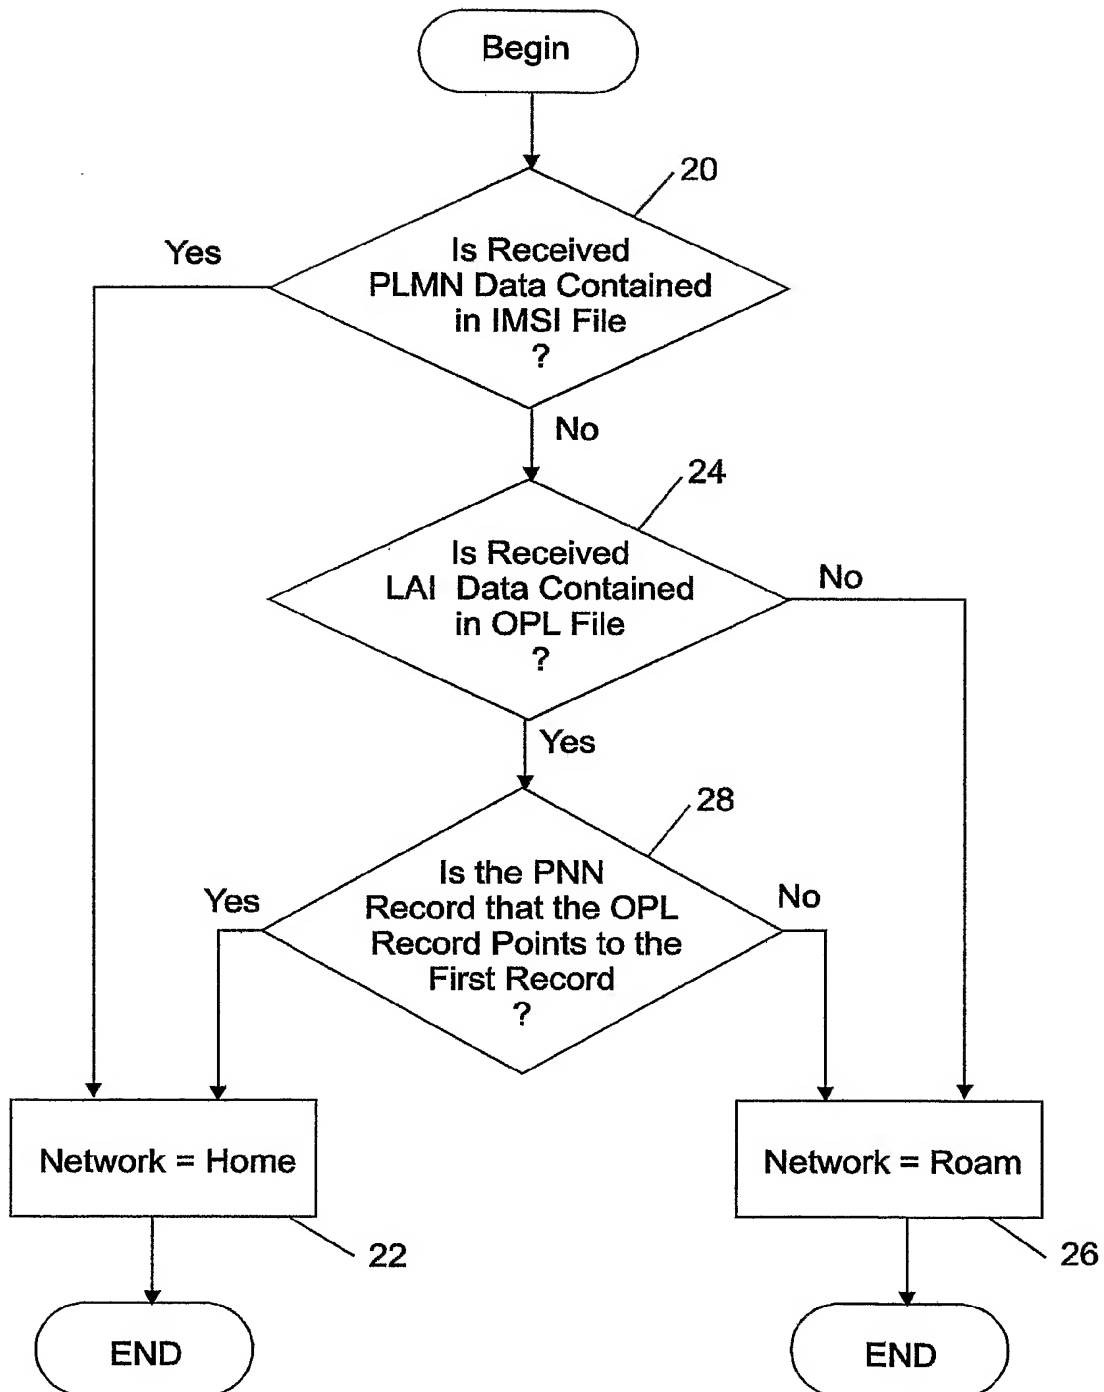 Begin
20
Yes
Is Received
PLMN Data Contained
in IMSI File
?
No
24
Is Received
LAI Data Contained
in OPL File
?
No
Yes
28
Is the PNN
Record that the OPL
Record Points to the
First Record
?
Yes
No
Network = Home
Network = Roam
22
26
END
END